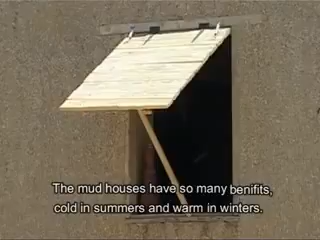 The mud houses have so many benifits,
cold in summers and warm in winters.